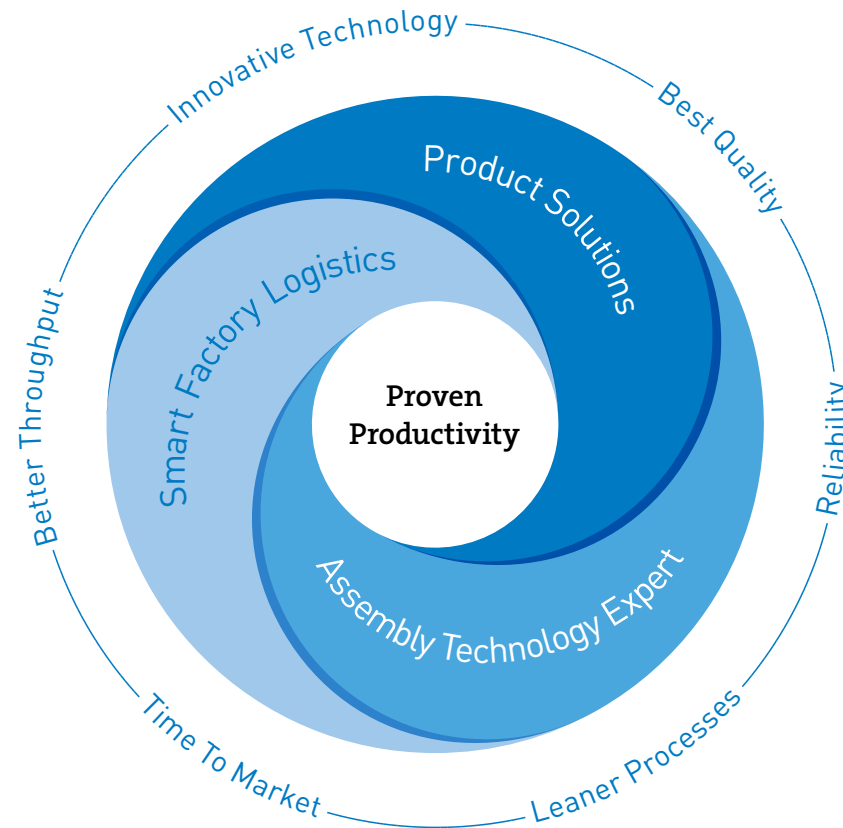 Innovative Technology
Best Quality
Product Solutions
Smart Factory Logistics
Better Throughput
Proven
Productivity
Reliability
Assembly Technology Expert
Time To Market
Leaner Processes